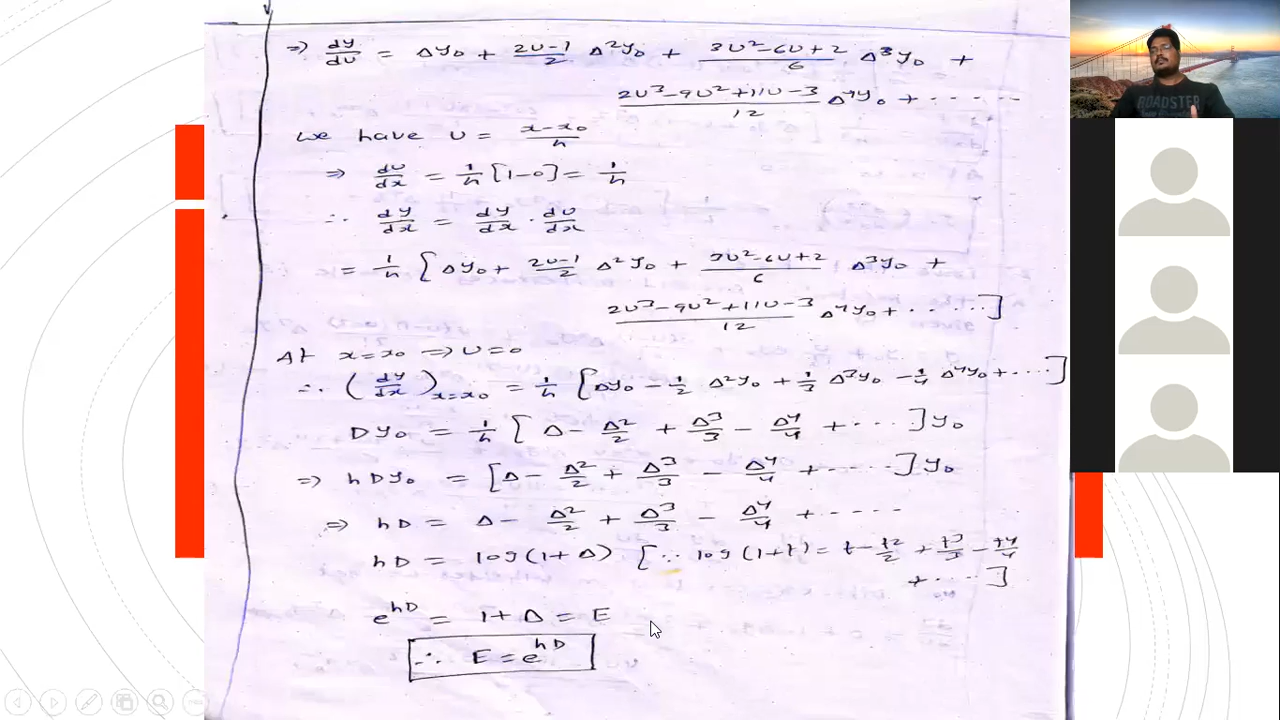 ⇒ dy/du = Δy₀ + (2u-1)/2 Δ²y₀ + (3u²-6u+2)/6 Δ³y₀ +
(2u³-9u²+11u-3)/12 Δ⁴y₀ + ......
we have u = (x-x₀)/h
⇒ du/dx = 1/h [1-0] = 1/h
∴ dy/dx = dy/dx · du/dx
= 1/h [Δy₀ + (2u-1)/2 Δ²y₀ + (3u²-6u+2)/6 Δ³y₀ +
(2u³-9u²+11u-3)/12 Δ⁴y₀ + ......]
At x=x₀ ⇒ u=0
∴ (dy/dx)x=x₀ = 1/h [Δy₀ - 1/2 Δ²y₀ + 1/3 Δ³y₀ - 1/4 Δ⁴y₀ + ....]
Dy₀ = 1/h [Δ - Δ²/2 + Δ³/3 - Δ⁴/4 + ....]y₀
⇒ hDy₀ = [Δ - Δ²/2 + Δ³/3 - Δ⁴/4 + .....]y₀
⇒ hD = Δ - Δ²/2 + Δ³/3 - Δ⁴/4 + -----
hD = log(1+Δ) [∵ log(1+t) = t - t²/2 + t³/3 - t⁴/4
+ ....]
e^hD = 1+Δ = E
∴ E = e^hD
ROADSTER